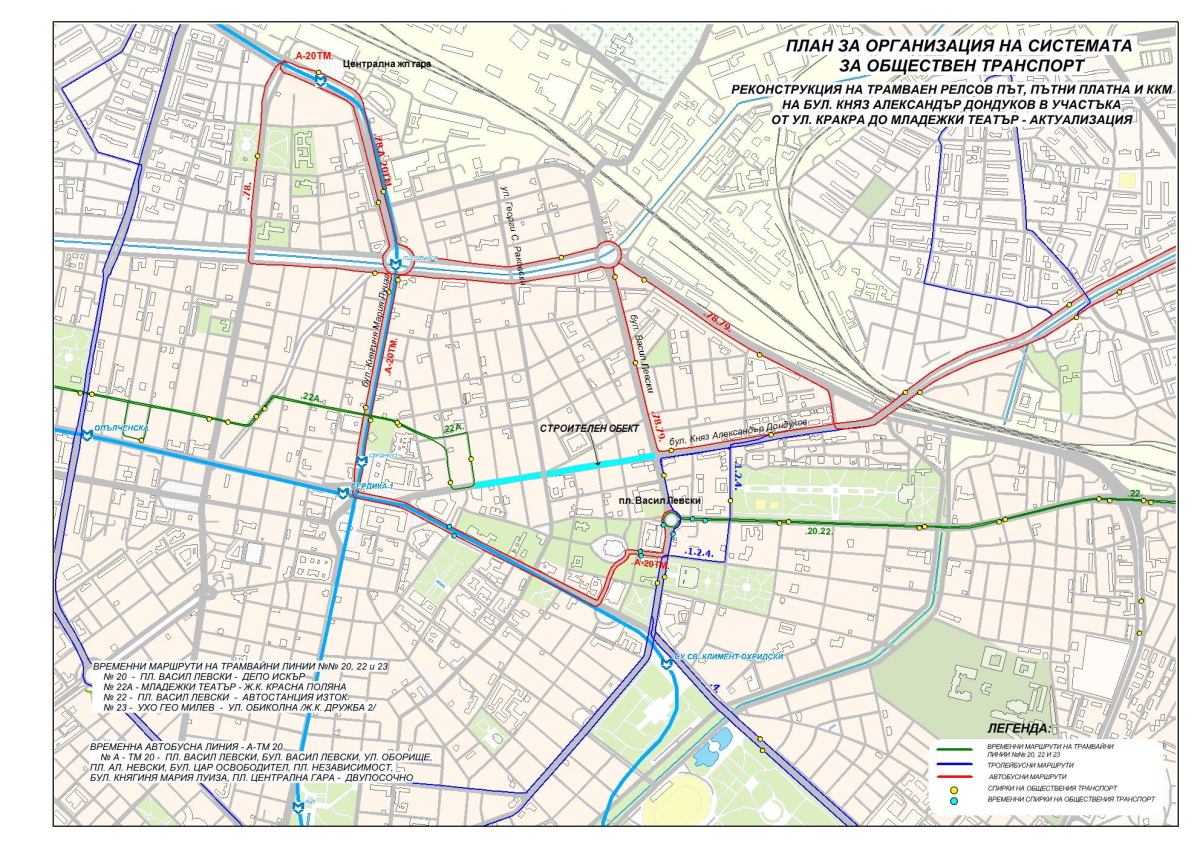 ПЛАН ЗА ОРГАНИЗАЦИЯ НА СИСТЕМАТА
ЗА ОБЩЕСТВЕН ТРАНСПОРТ
РЕКОНСТРУКЦИЯ НА ТРАМВАЕН РЕЛСОВ ПЪТ, ПЪТНИ ПЛАТНА И ККМ
НА БУЛ. КНЯЗ АЛЕКСАНДЪР ДОНДУКОВ В УЧАСТЪКА
ОТ УЛ. КРАКРА ДО МЛАДЕЖКИ ТЕАТЪР - АКТУАЛИЗАЦИЯ
.А-20ТМ.
Централна жп гара
.78.А-20ТМ.
.78.
ул. Георги С. Раковски
бул. Княгиня Мария Луиза
.А-20ТМ.
.78.79.
бул. Васил Левски
.78.79.
.22А.
.22А.
ОПЪЛЧЕНСКА
СТРОИТЕЛЕН ОБЕКТ
бул. Княз Александър Дондуков
СЕРДИКА 1
.1.2.4.
пл. Васил Левски
.22
.20.22.
.1.2.4.
.А-20ТМ.
СУ СВ. КЛИМЕНТ ОХРИДСКИ
ВРЕМЕННИ МАРШРУТИ НА ТРАМВАЙНИ ЛИНИИ №№ 20, 22 и 23
№ 20 - ПЛ. ВАСИЛ ЛЕВСКИ - ДЕПО ИСКЪР
№ 22А - МЛАДЕЖКИ ТЕАТЪР - Ж.К. КРАСНА ПОЛЯНА
№ 22 - ПЛ. ВАСИЛ ЛЕВСКИ - АВТОСТАНЦИЯ ИЗТОК
№ 23 - УХО ГЕО МИЛЕВ - УЛ. ОБИКОЛНА /Ж.К. ДРУЖБА 2/
ВРЕМЕННА АВТОБУСНА ЛИНИЯ - А-ТМ 20
№ А - ТМ 20 - ПЛ. ВАСИЛ ЛЕВСКИ, БУЛ. ВАСИЛ ЛЕВСКИ, УЛ. ОБОРИЩЕ,
ПЛ. АЛ. НЕВСКИ, БУЛ. ЦАР ОСВОБОДИТЕЛ, ПЛ. НЕЗАВИСИМОСТ,
БУЛ. КНЯГИНЯ МАРИЯ ЛУИЗА, ПЛ. ЦЕНТРАЛНА ГАРА - ДВУПОСОЧНО
ЛЕГЕНДА:
ВРЕМЕННИ МАРШРУТИ НА ТРАМВАЙНИ
ЛИНИИ №№ 20, 22 И 23
ТРОЛЕЙБУСНИ МАРШРУТИ
АВТОБУСНИ МАРШРУТИ
СПИРКИ НА ОБЩЕСТВЕНИЯ ТРАНСПОРТ
ВРЕМЕННИ СПИРКИ НА ОБЩЕСТВЕНИЯ ТРАНСПОРТ